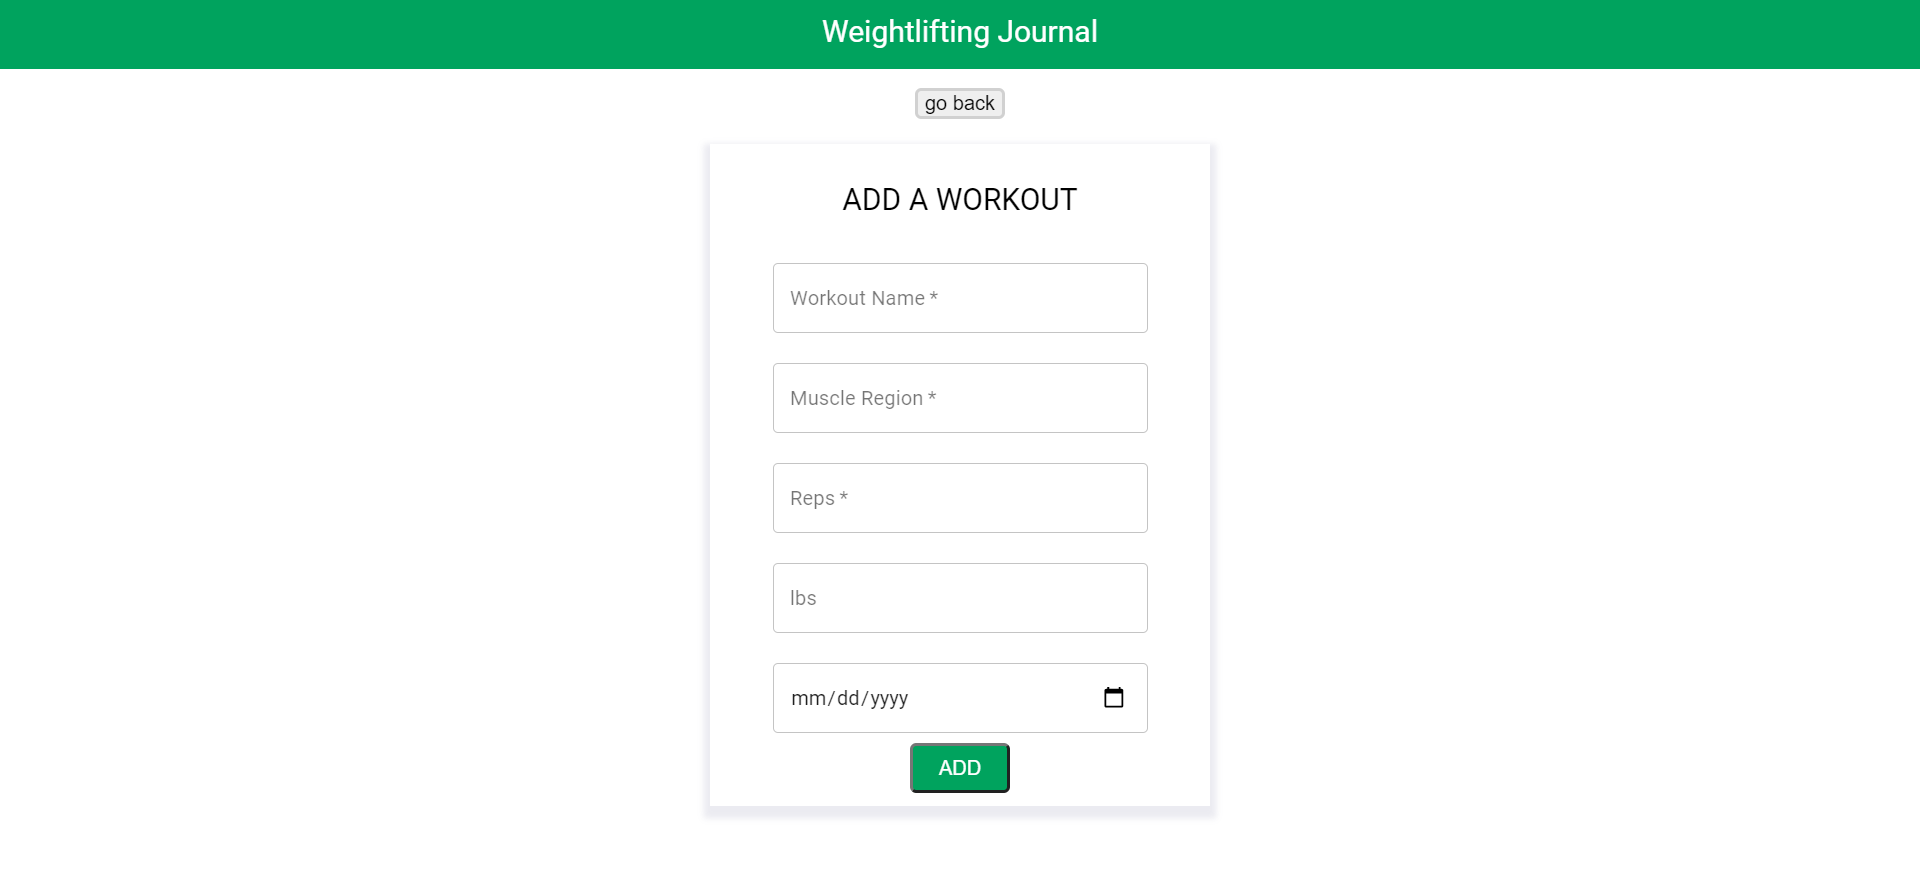 Weightlifting Journal
go back
ADD A WORKOUT
Workout Name *
Muscle Region *
Reps *
lbs
mm/dd/yyyy
ADD